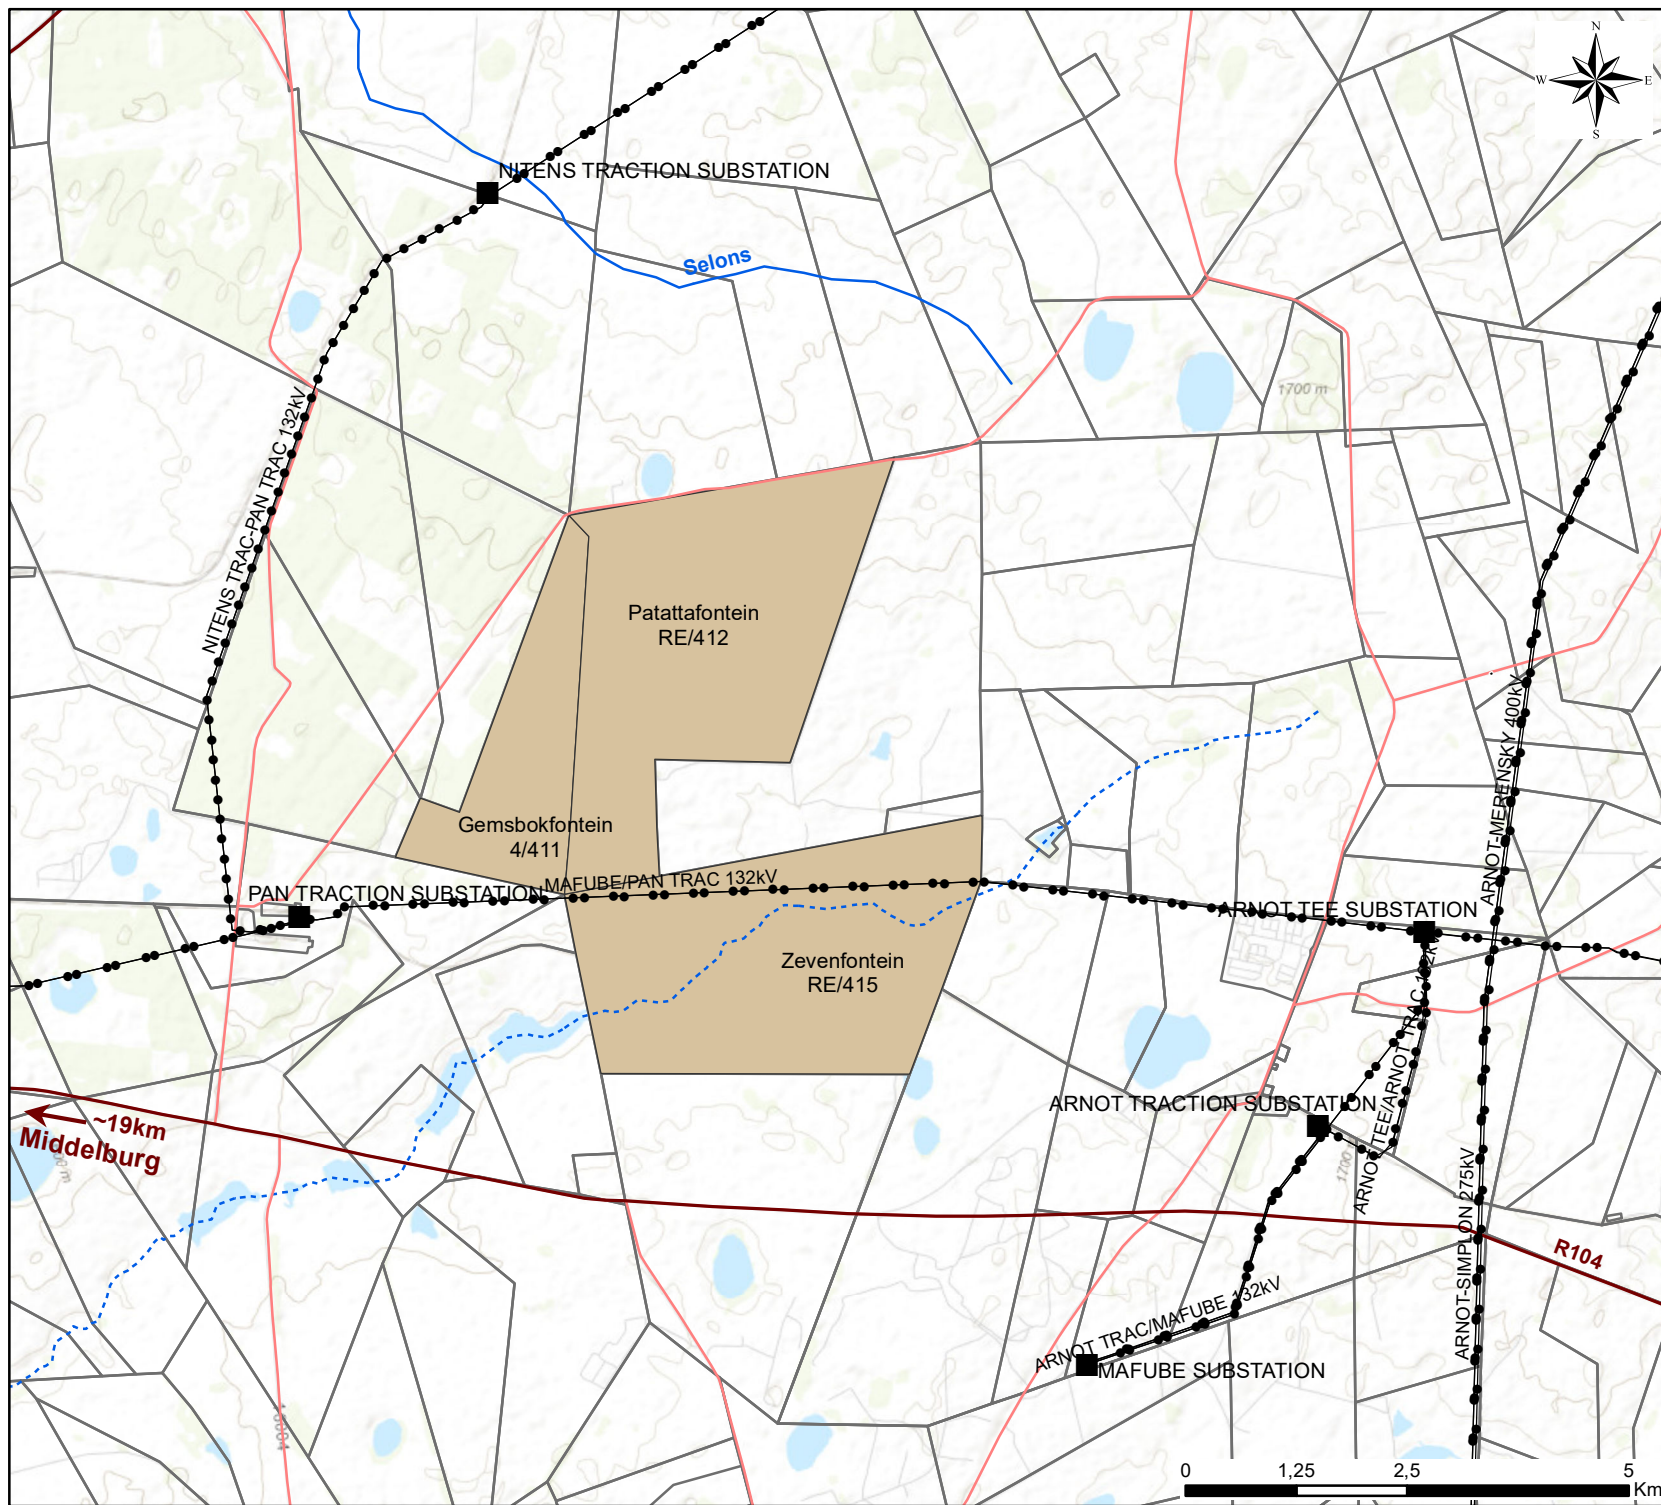 N
W
E
S
NITENS TRACTION SUBSTATION
Selons
1700 m
NITENS TRAC-PAN TRAC 132kV
Patattafontein
RE/412
ARNOT-MERENSKY 400kV
Gemsbokfontein
4/411
MAFUBE/PAN TRAC 132kV
PAN TRACTION SUBSTATION
ARNOT TEE SUBSTATION
Zevenfontein
RE/415
ARNOT TEE/ARNOT TRAC 132kV
ARNOT TRACTION SUBSTATION
~19km
Middelburg
1700
ARNOT-SIMPLON 275kV
R104
ARNOT TRAC/MAFUBE 132kV
MAFUBE SUBSTATION
0
1,25
2,5
5
Km